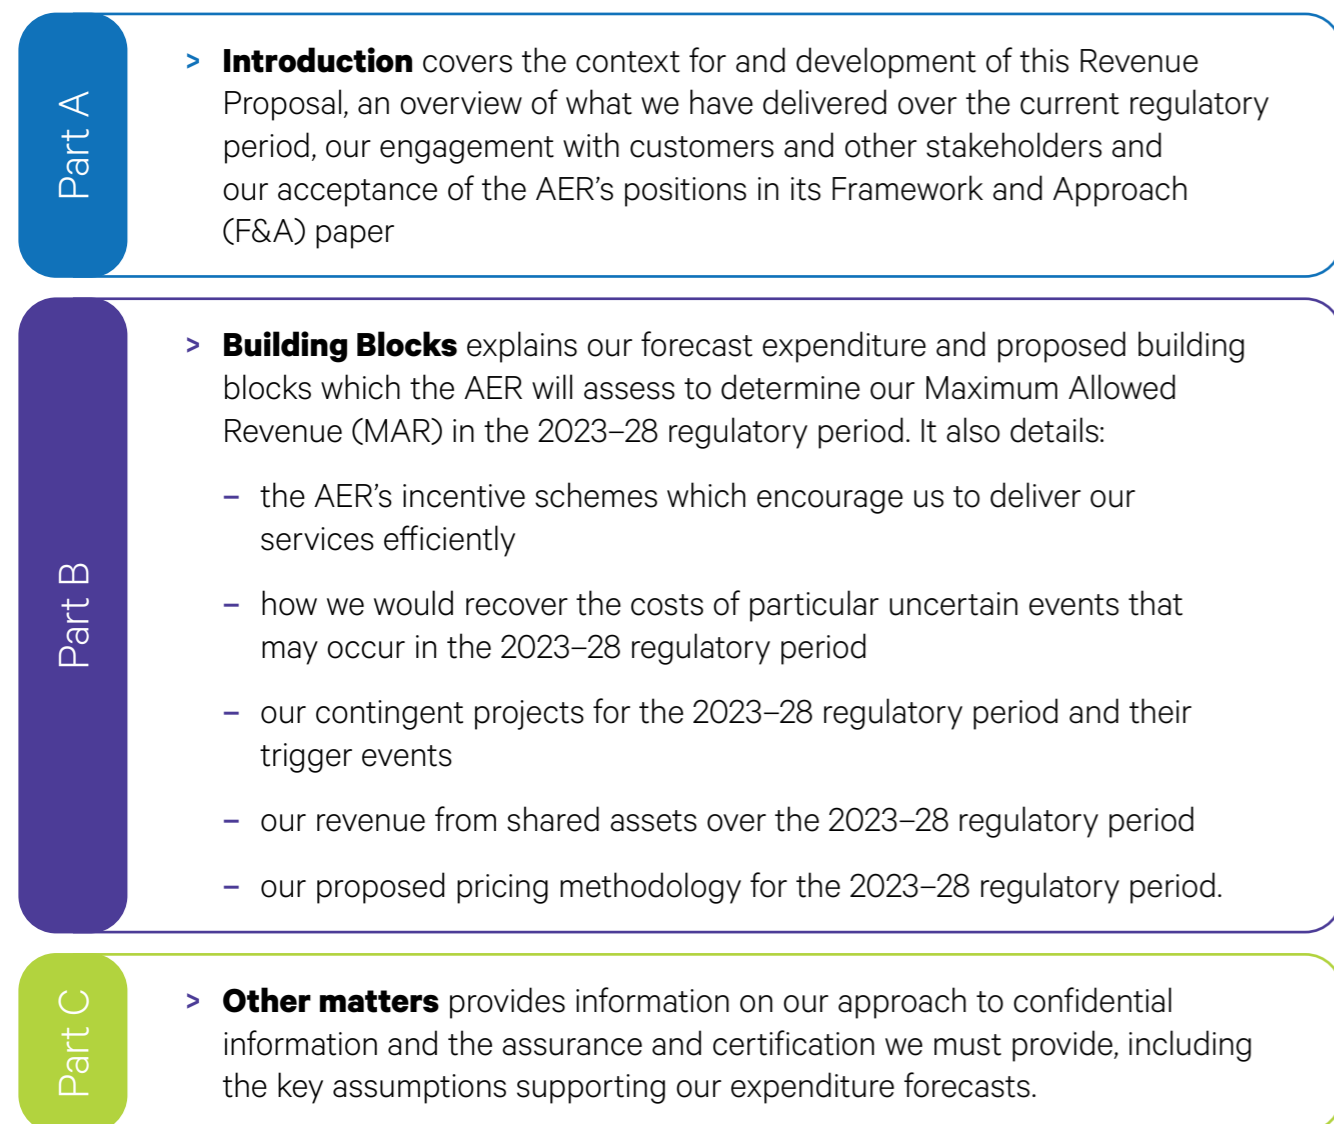 Part A
> Introduction covers the context for and development of this Revenue
Proposal, an overview of what we have delivered over the current regulatory
period, our engagement with customers and other stakeholders and
our acceptance of the AER's positions in its Framework and Approach
(F&A) paper
Part B
> Building Blocks explains our forecast expenditure and proposed building
blocks which the AER will assess to determine our Maximum Allowed
Revenue (MAR) in the 2023–28 regulatory period. It also details:
– the AER's incentive schemes which encourage us to deliver our
services efficiently
– how we would recover the costs of particular uncertain events that
may occur in the 2023–28 regulatory period
– our contingent projects for the 2023–28 regulatory period and their
trigger events
– our revenue from shared assets over the 2023–28 regulatory period
– our proposed pricing methodology for the 2023–28 regulatory period.
Part C
> Other matters provides information on our approach to confidential
information and the assurance and certification we must provide, including
the key assumptions supporting our expenditure forecasts.